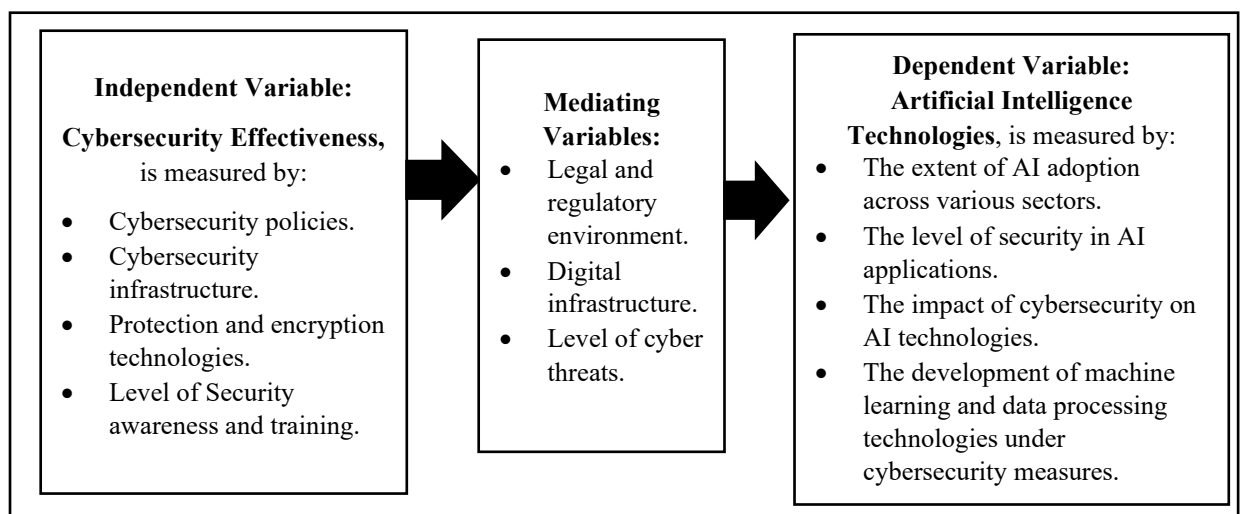 Independent Variable:
Cybersecurity Effectiveness,
is measured by:
• Cybersecurity policies.
• Cybersecurity
infrastructure.
• Protection and encryption
technologies.
• Level of Security
awareness and training.
Mediating
Variables:
• Legal and
regulatory
environment.
• Digital
infrastructure.
• Level of cyber
threats.
Dependent Variable:
Artificial Intelligence
Technologies, is measured by:
• The extent of AI adoption
across various sectors.
• The level of security in AI
applications.
• The impact of cybersecurity on
AI technologies.
• The development of machine
learning and data processing
technologies under
cybersecurity measures.